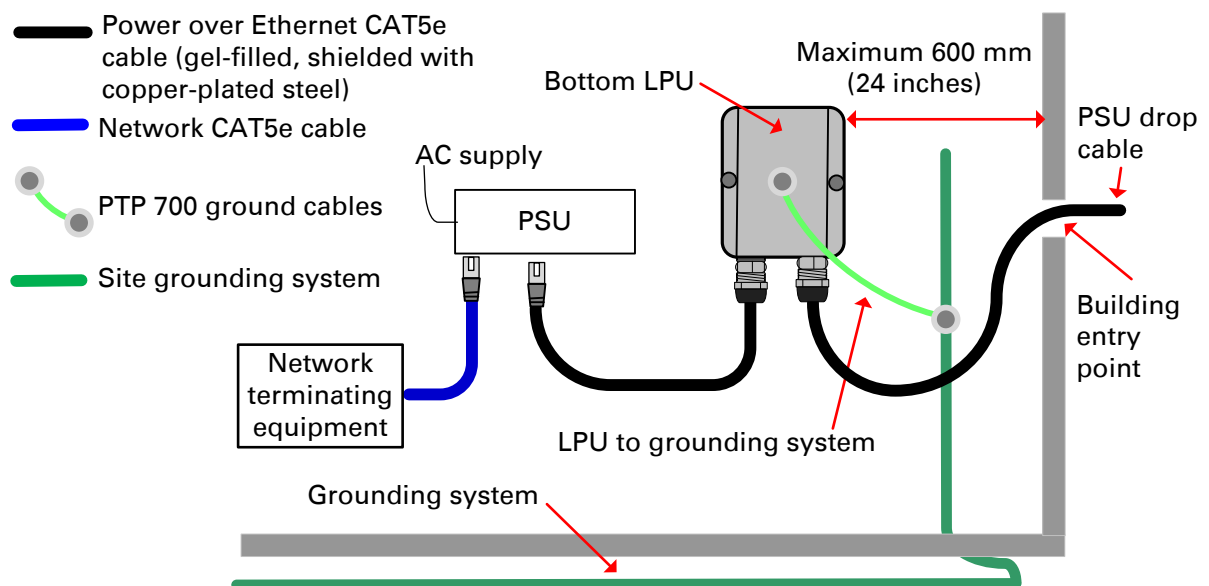 Power over Ethernet CAT5e
cable (gel-filled, shielded with
copper-plated steel)
Network CAT5e cable
PTP 700 ground cables
Site grounding system
AC supply
PSU
Network
terminating
equipment
Bottom LPU
Maximum 600 mm
(24 inches)
PSU drop
cable
Building
entry
point
LPU to grounding system
Grounding system